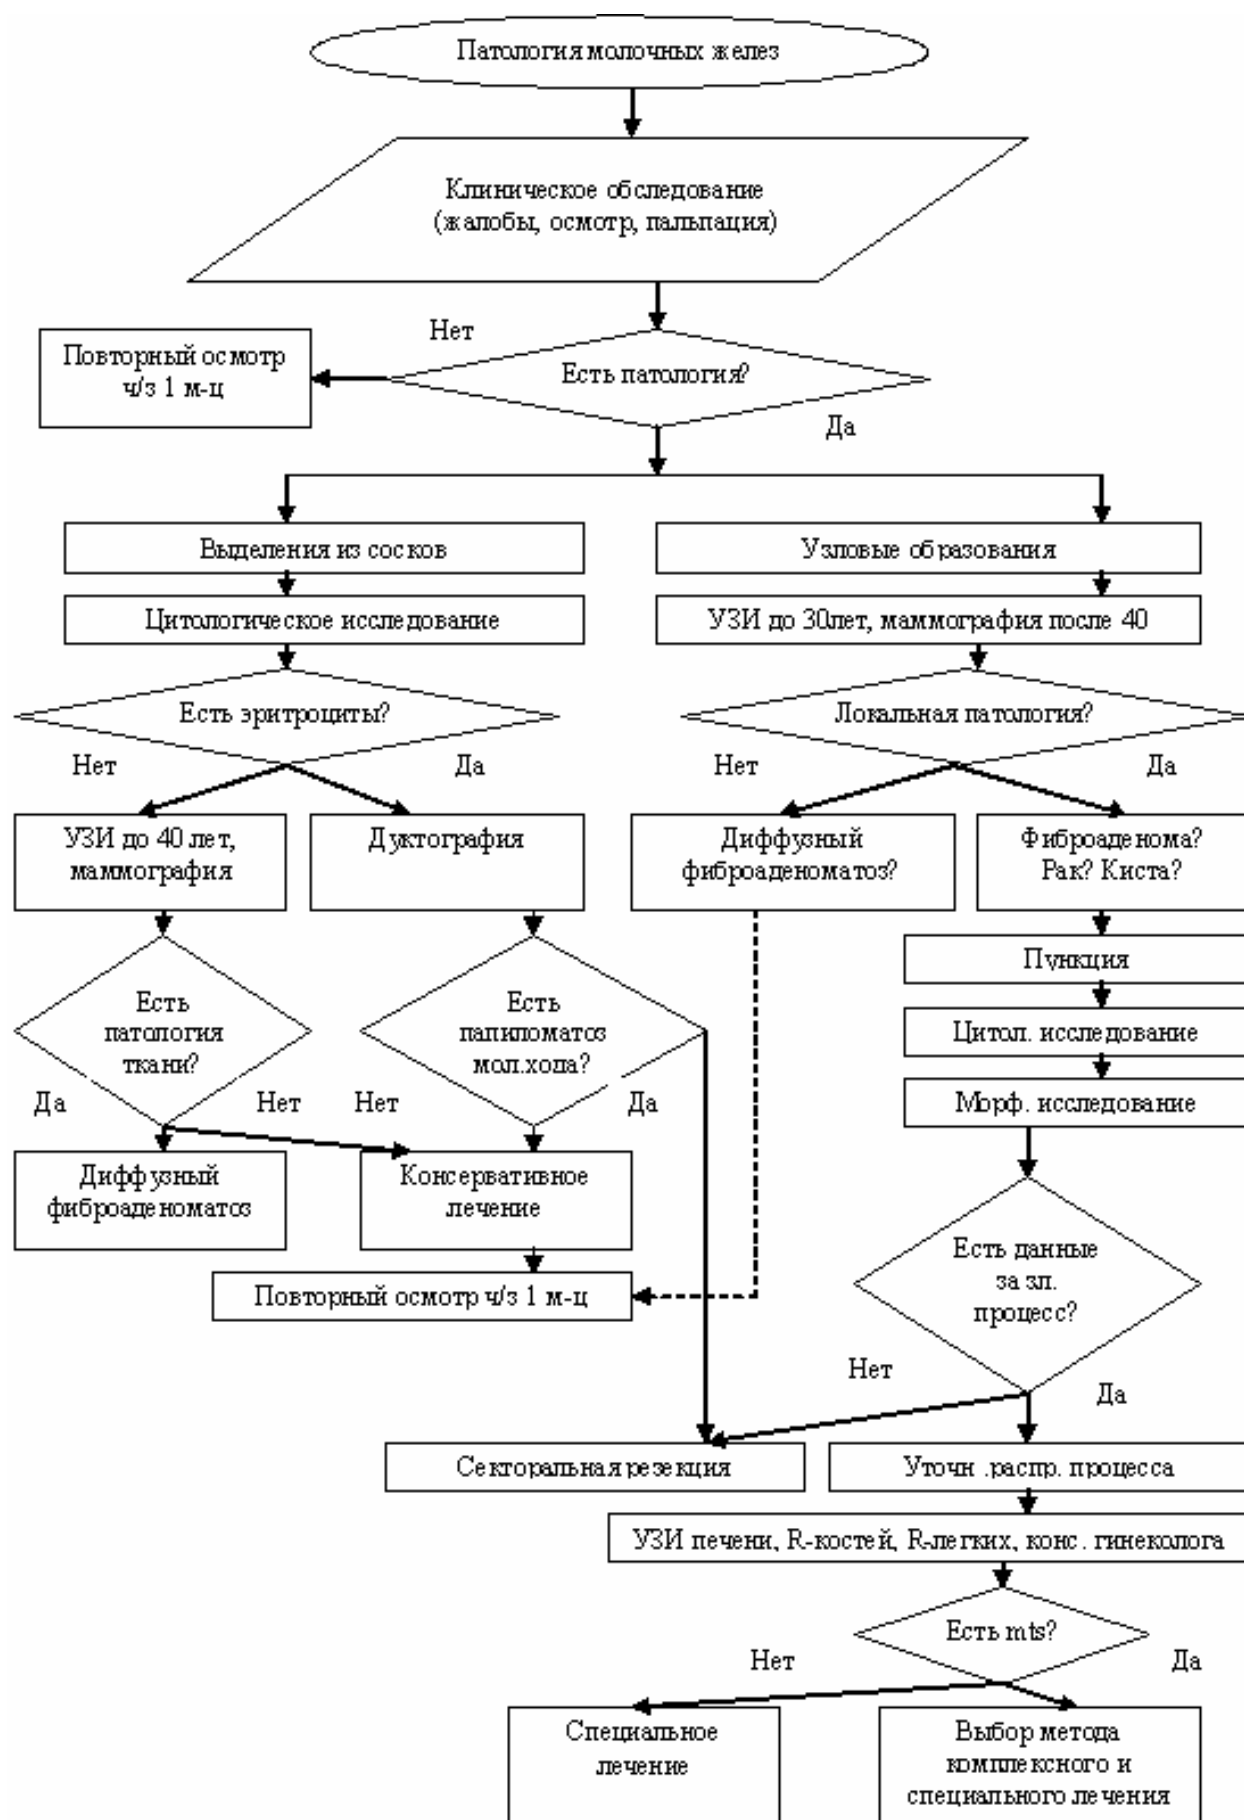 Патология молочных желез
Клиническое обследование
(жалобы, осмотр, пальпация)
Нет
Повторный осмотр
ч/з 1 м-ц
Есть патология?
Да
Выделения из сосков
Узловые образования
Цитологическое исследование
УЗИ до 30лет, маммография после 40
Есть эритроциты?
Локальная патология?
Нет
Да
Нет
Да
УЗИ до 40 лет,
маммография
Дуктография
Диффузный
фиброаденоматоз?
Фиброаденома?
Рак? Киста?
Пункция
Есть
патология
ткани?
Есть
папиломатоз
мол.хода?
Цитол. исследование
Морф. исследование
Да
Нет
Нет
Да
Диффузный
фиброаденоматоз
Консервативное
лечение
Повторный осмотр ч/з 1 м-ц
Есть данные
за зл.
процесс?
Нет
Да
Секторальная резекция
Уточн .распр. процесса
УЗИ печени, R-костей, R-легких, конс. гинеколога
Есть mts?
Нет
Да
Специальное
лечение
Выбор метода
комплексного и
специального лечения